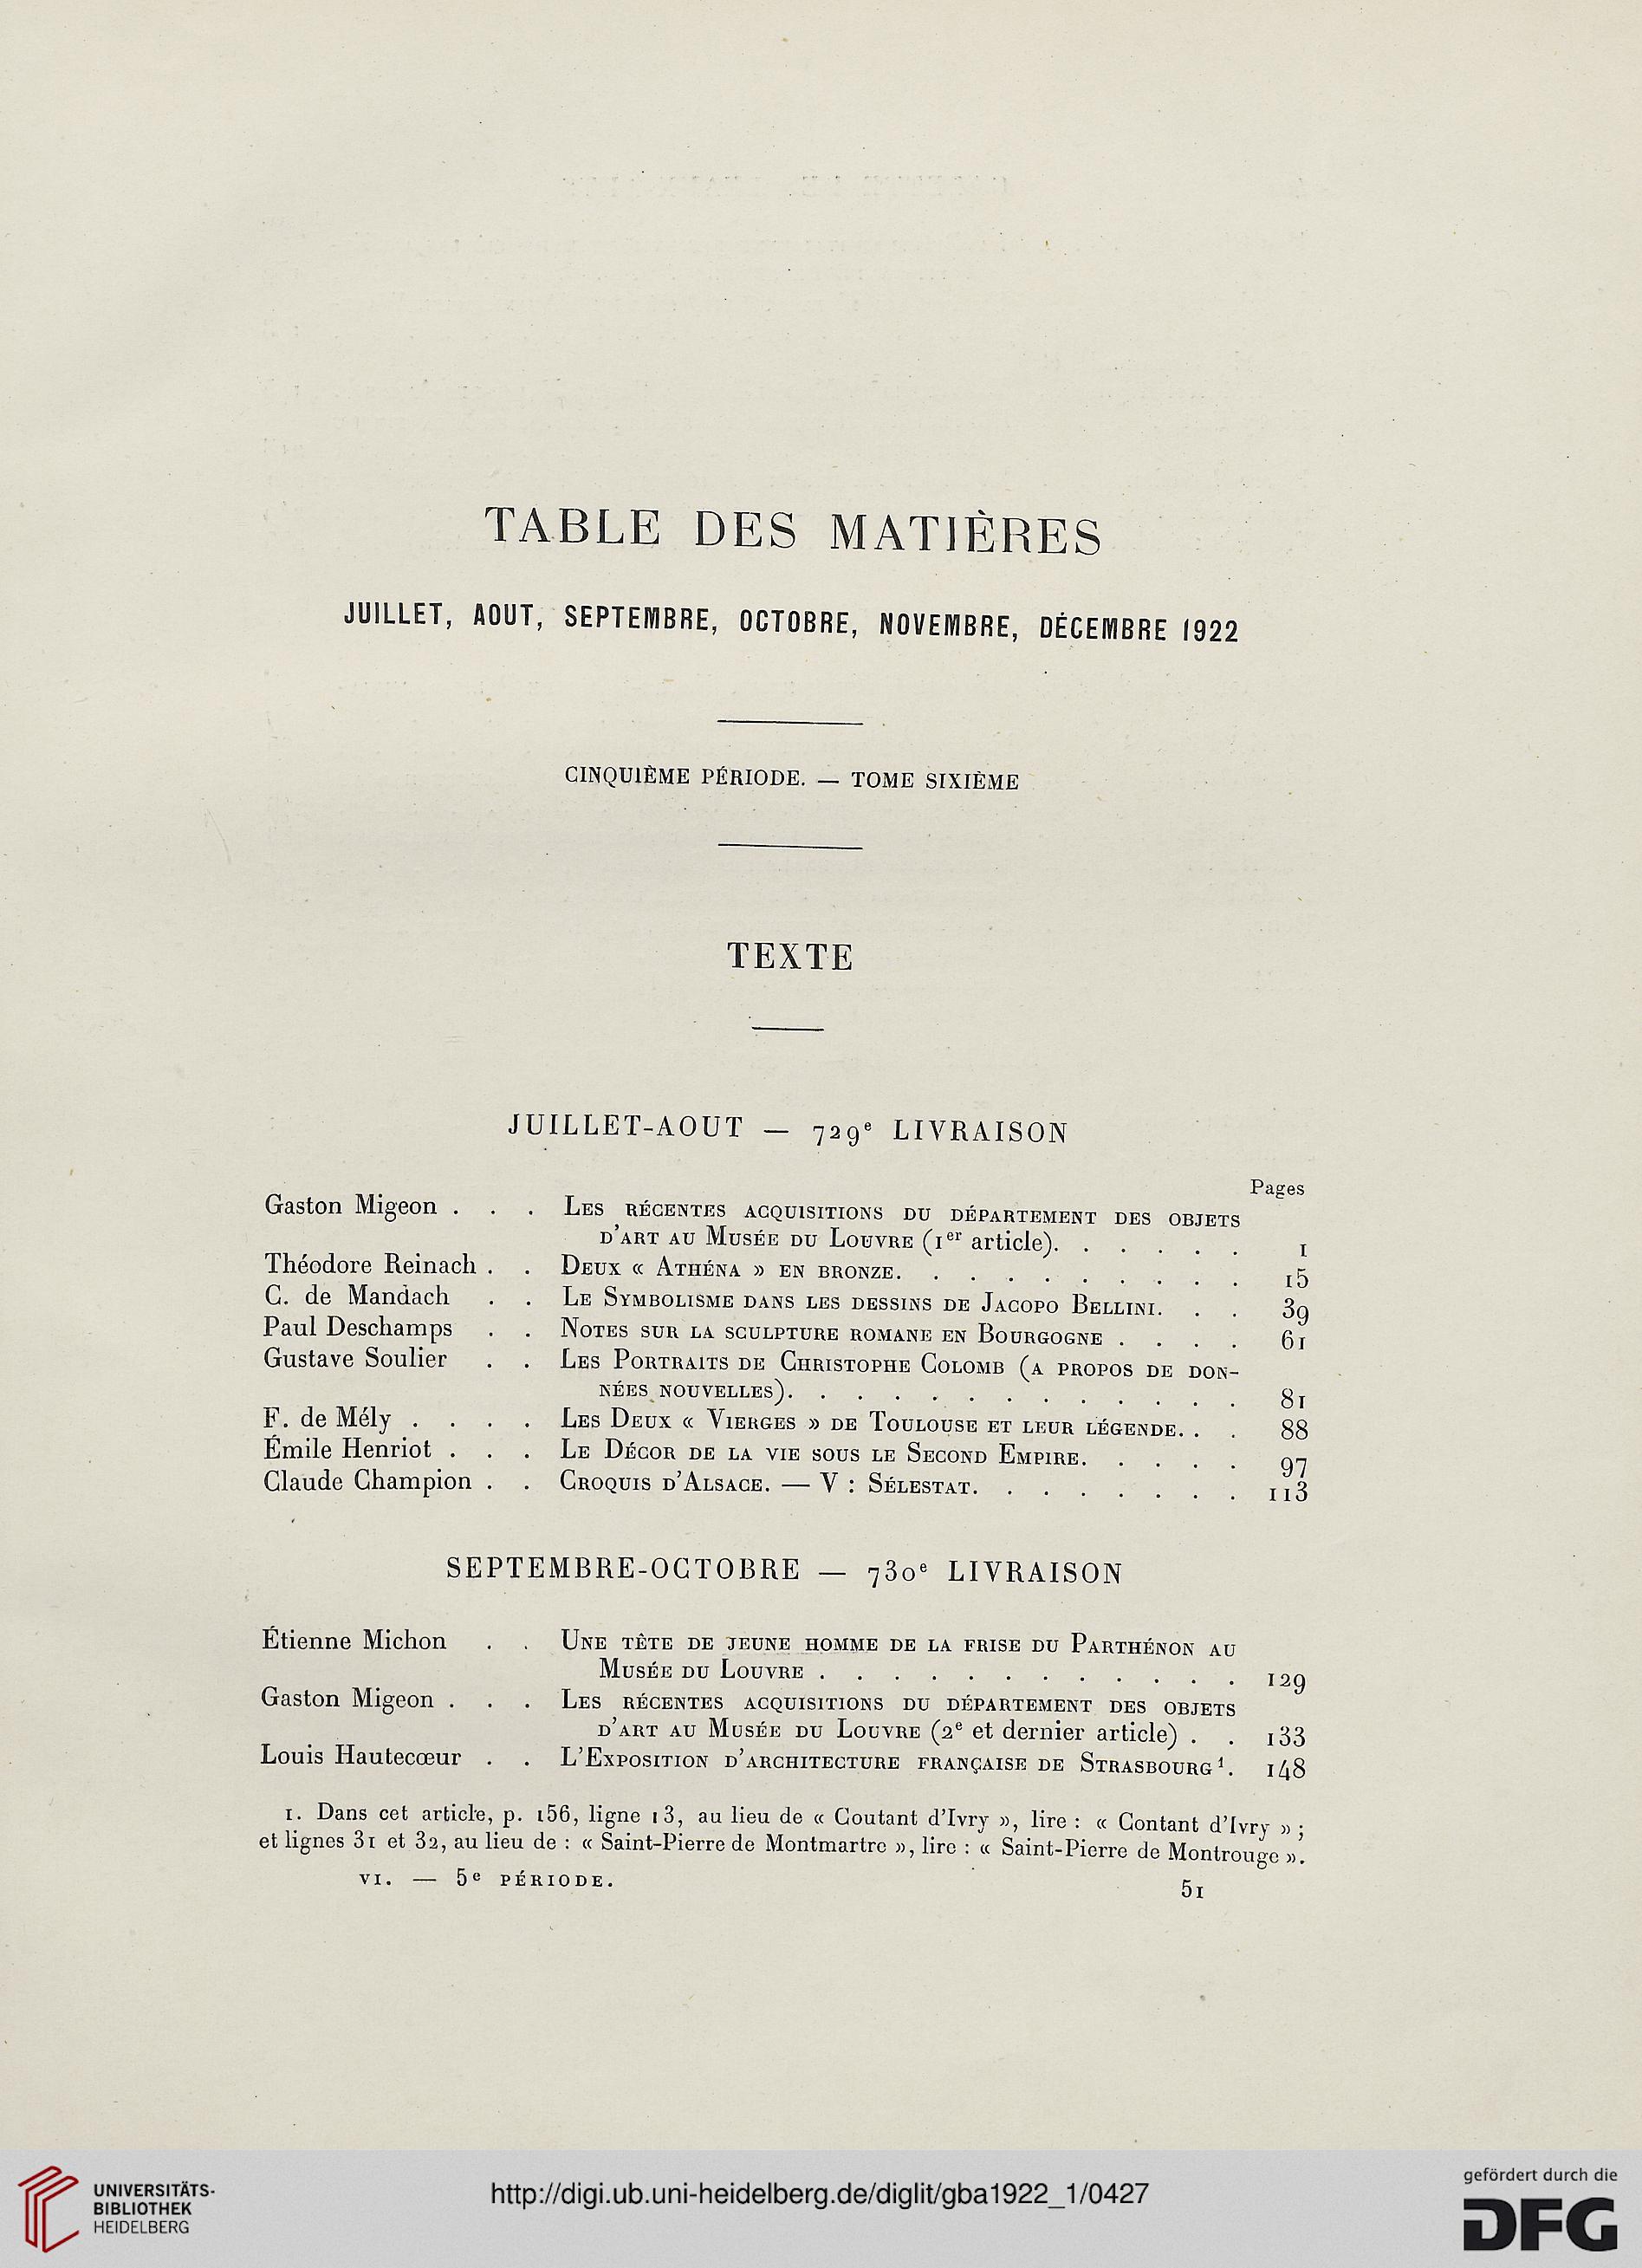 TABLE DES MATIÈRES
JUILLET, AOUT, SEPTEMBRE, OCTOBRE, NOVEMBRE, DÉCEMBRE 1922
CINQUIÈME PÉRIODE. — TOME SIXIÈME
TEXTE
JUILLET-AOUT — 729e LIVRAISON
Pages
Gaston Migeon . . . Les récentes acquisitions du département des objets
d'art au Musée du Louvre (1er article). . . . . . 1
Théodore Reinach . . Deux « Athéna » en bronze. . . . . . . . . . 15
C. de Mandach . . Le Symbolisme dans les dessins de Jacopo Bellini. . . 39
Paul Deschamps . . Notes sur la sculpture romane en Bourgogne . . . . 61
Gustave Soulier . . Les Portraits de Christophe Colomb (a propos de don-
nées nouvelles). . . . . . . . . . . . . 81
F. de Mély . . . . Les Deux « Vierges » de Toulouse et leur légende. . . 88
Émile Henriot . . . Le Décor de la vie sous le Second Empire. . . . . 97
Claude Champion . . Croquis d'Alsace. — V : Sélestat. . . . . . . . 113
SEPTEMBRE-OCTOBRE — 730e LIVRAISON
Étienne Michon . . Une tête de jeune homme de la frise du Parthénon au
Musée du Louvre . . . . . . . . . . . . 129
Gaston Migeon . . . Les récentes acquisitions du département des objets
d'art au Musée du Louvre (2e et dernier article) . . 133
Louis Hautecœur . . L'Exposition d'architecture française de Strasbourg 1. 148
1. Dans cet article, p. 156, ligne 13, au lieu de « Coutant d'Ivry », lire : « Contant d'Ivry » ;
et lignes 31 et 32, au lieu de : « Saint-Pierre de Montmartre », lire : « Saint-Pierre de Montrouge ».
VI. — 5e PÉRIODE. 51
UNIVERSITÄTS-
BIBLIOTHEK
HEIDELBERG
http://digi.ub.uni-heidelberg.de/diglit/gba1922_1/0427
gefördert durch die
DFG